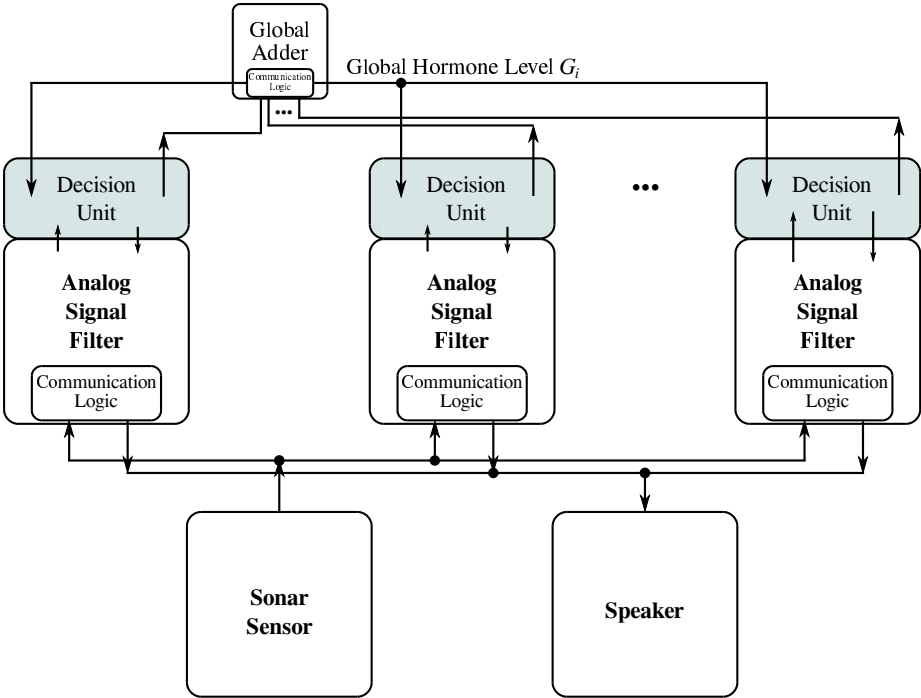 Global
Adder
Communication
Logic
Global Hormone Level Gᵢ
•••
Decision
Unit
Decision
Unit
•••
Decision
Unit
Analog
Signal
Filter
Analog
Signal
Filter
Analog
Signal
Filter
Communication
Logic
Communication
Logic
Communication
Logic
Sonar
Sensor
Speaker